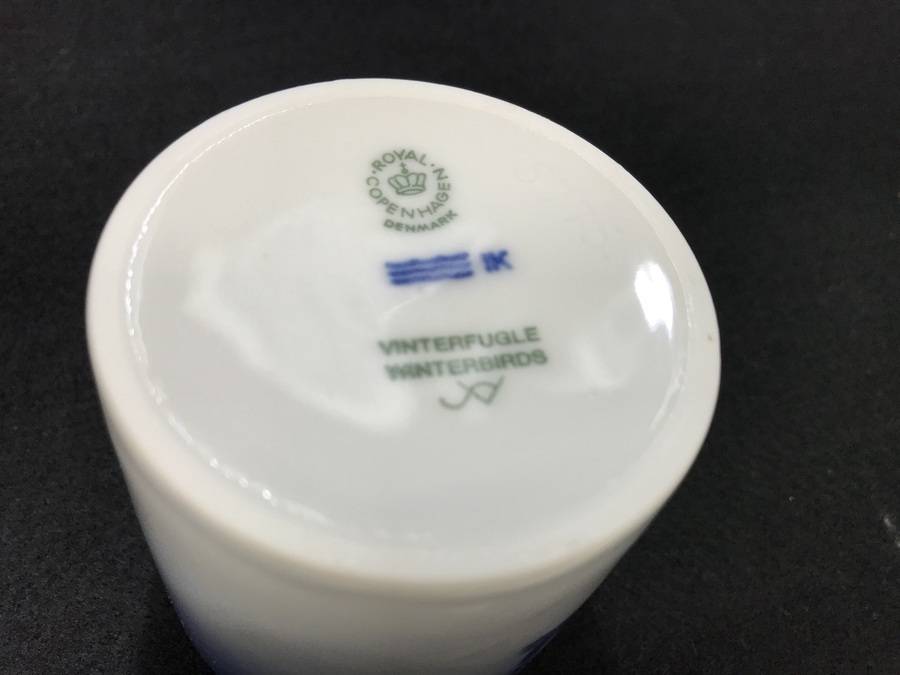 ROYAL · COPENHAGEN ·
DENMARK
IK
VINTERFUGLE
WINTERBIRDS